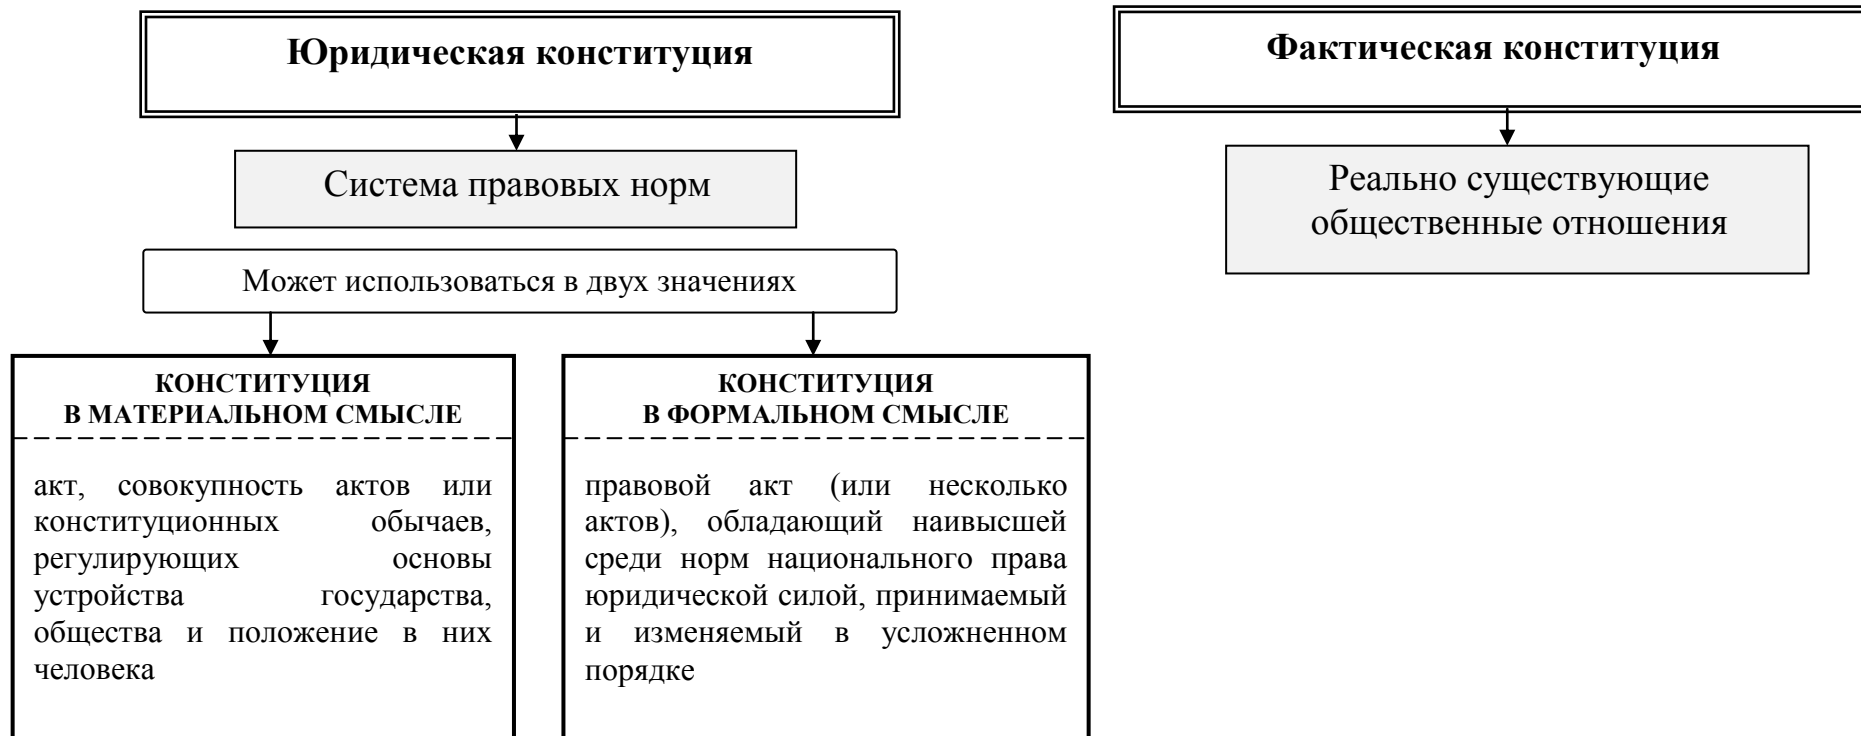 Юридическая конституция
Фактическая конституция
Система правовых норм
Реально существующие
общественные отношения
Может использоваться в двух значениях
КОНСТИТУЦИЯ
В МАТЕРИАЛЬНОМ СМЫСЛЕ
акт, совокупность актов или
конституционных обычаев,
регулирующих основы
устройства государства,
общества и положение в них
человека
КОНСТИТУЦИЯ
В ФОРМАЛЬНОМ СМЫСЛЕ
правовой акт (или несколько
актов), обладающий наивысшей
среди норм национального права
юридической силой, принимаемый
и изменяемый в усложненном
порядке